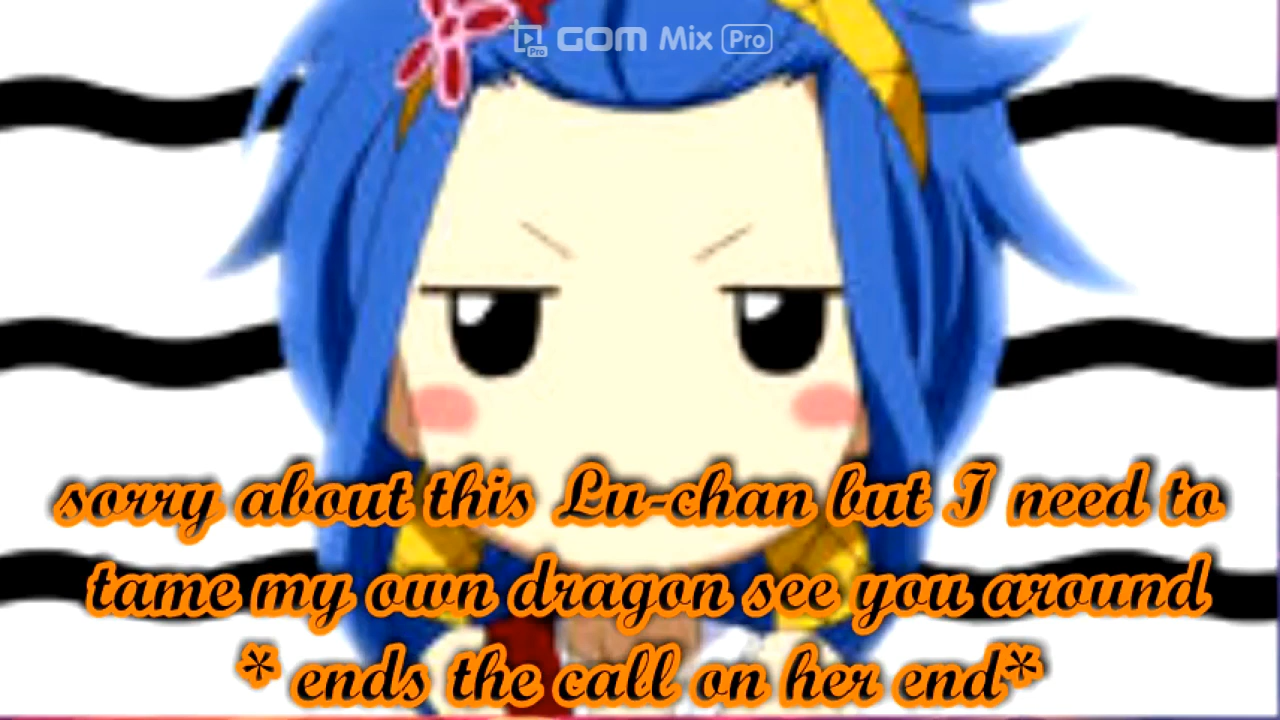 GOM Mix Pro
sorry about this Lu-chan but I need to
tame my own dragon see you around
* ends the call on her end*